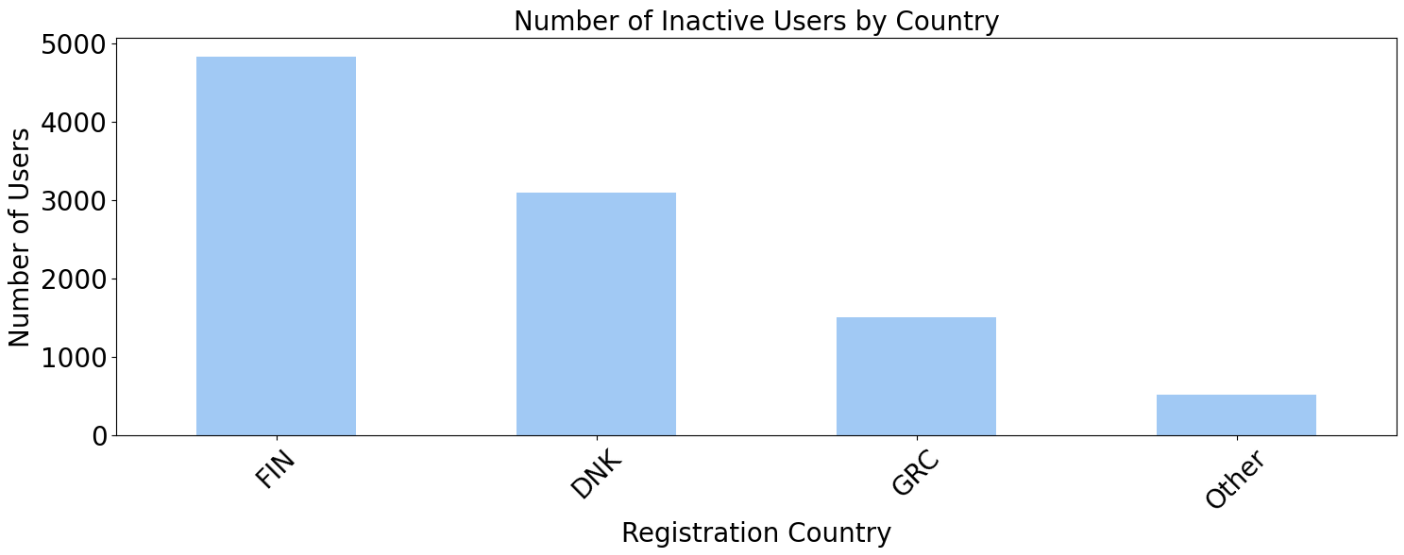 Number of Inactive Users by Country
5000
4000
3000
2000
1000
0
Number of Users
FIN
DNK
GRC
Other
Registration Country